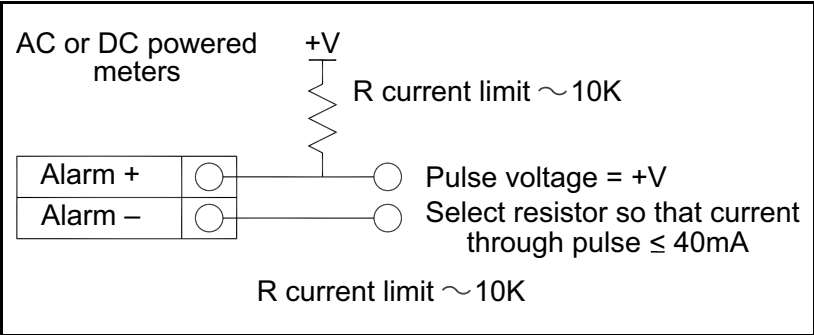 AC or DC powered
meters
+V
R current limit ～10K
Alarm +
Pulse voltage = +V
Alarm –
Select resistor so that current
through pulse ≤ 40mA
R current limit ～10K